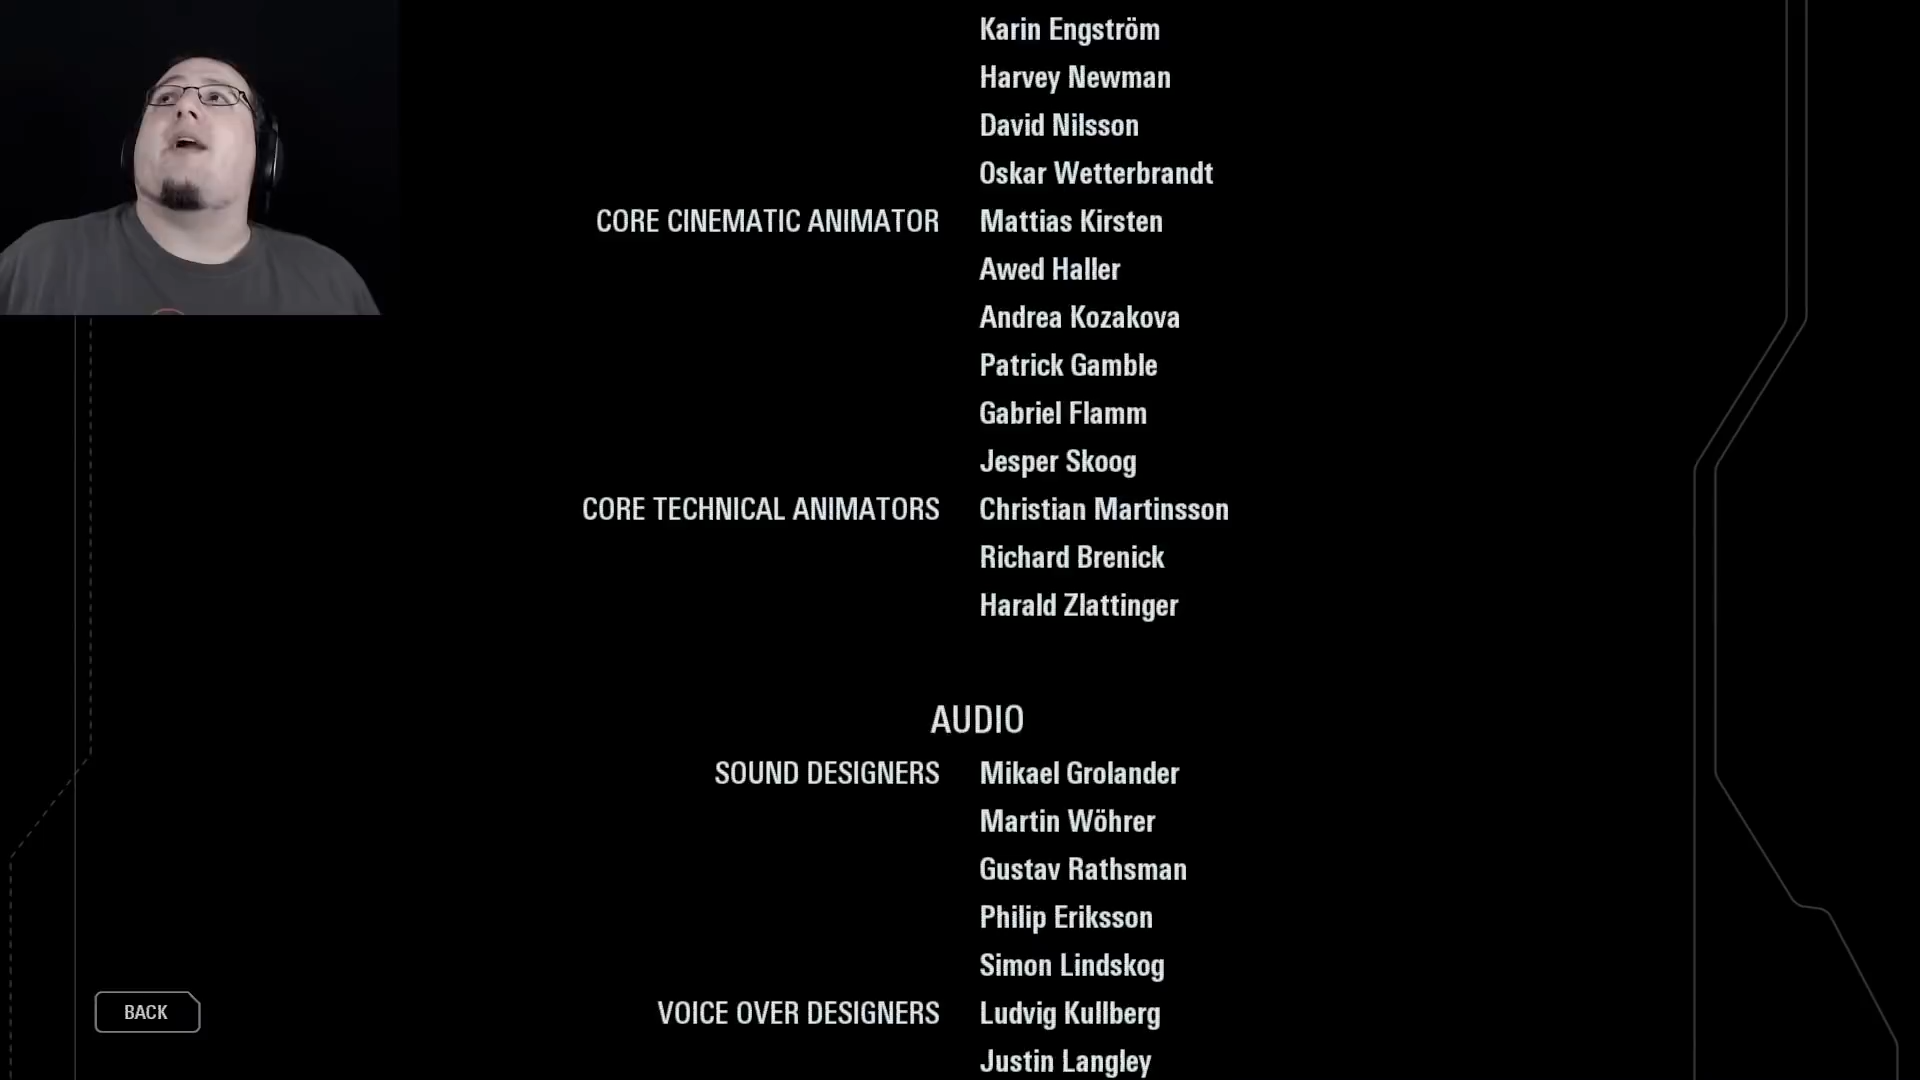 Karin Engström
Harvey Newman
David Nilsson
Oskar Wetterbrandt
CORE CINEMATIC ANIMATOR Mattias Kirsten
Awed Haller
Andrea Kozakova
Patrick Gamble
Gabriel Flamm
Jesper Skoog
CORE TECHNICAL ANIMATORS Christian Martinsson
Richard Brenick
Harald Zlattinger
AUDIO
SOUND DESIGNERS Mikael Grolander
Martin Wöhrer
Gustav Rathsman
Philip Eriksson
Simon Lindskog
VOICE OVER DESIGNERS Ludvig Kullberg
Justin Langley
BACK